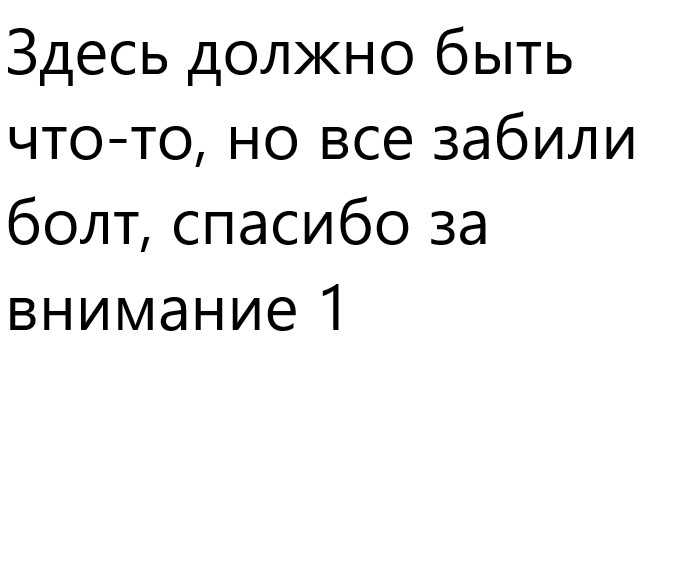 Здесь должно быть
что-то, но все забили
болт, спасибо за
внимание 1